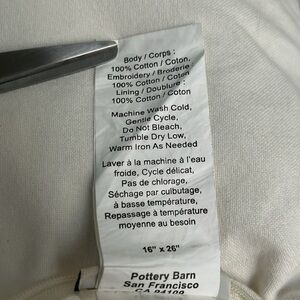 Body / Corps :
100% Cotton / Coton,
Embroidery / Broderie
100% Cotton / Coton
Lining / Doublure :
100% Cotton / Coton
Machine Wash Cold,
Gentle Cycle,
Do Not Bleach,
Tumble Dry Low,
Warm Iron As Needed
Laver à la machine à l'eau
froide, Cycle délicat,
Pas de chlorage,
Séchage par culbutage,
à basse température,
Repassage à température
moyenne au besoin
16" x 26"
Pottery Barn
San Francisco
CA 94109